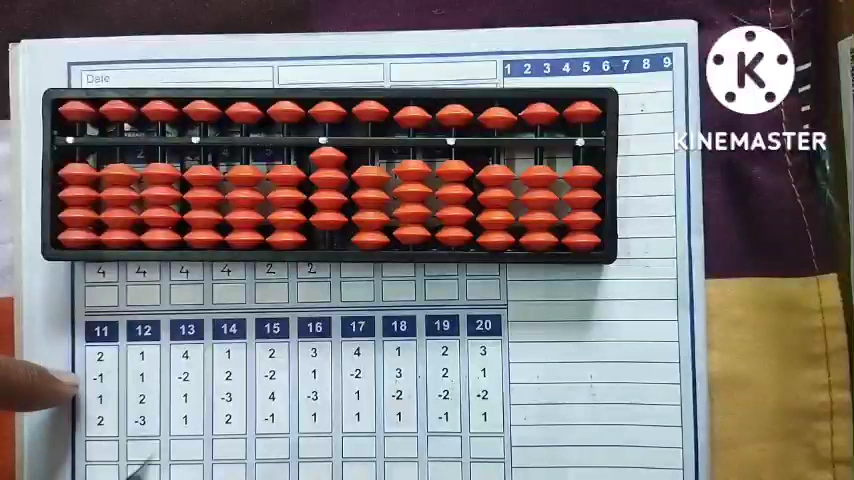 Date
1 2 3 4 5 6 7 8 9
K
KINEMASTER
4 4 4 4 2 2
11 12 13 14 15 16 17 18 19 20
2 1 4 1 2 3 4 1 2 3
-1 1 -2 2 -2 1 -2 3 2 1
1 2 1 -3 4 -3 1 -2 -2 -2
2 -3 1 2 -1 1 1 1 -1 1